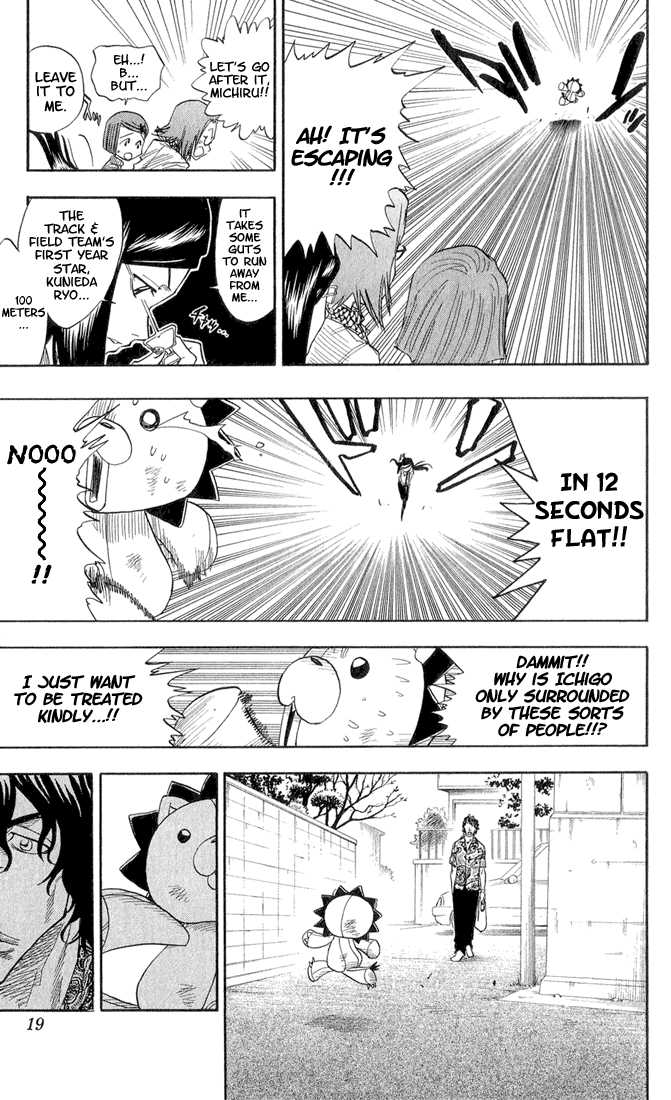 AH! IT'S
ESCAPING
!!!
LET'S GO
AFTER IT,
MICHIRU!!
EH...!
B...
BUT...
LEAVE
IT TO
ME.
IT
TAKES
SOME
GUTS
TO RUN
AWAY
FROM
ME...
THE
TRACK &
FIELD TEAM'S
FIRST YEAR
STAR,
KUNIEDA
RYO...
100
METERS
...
IN 12
SECONDS
FLAT!!
NOOO
!!
DAMMIT!!
WHY IS ICHIGO
ONLY SURROUNDED
BY THESE SORTS
OF PEOPLE!!?
I JUST WANT
TO BE TREATED
KINDLY...!!
19